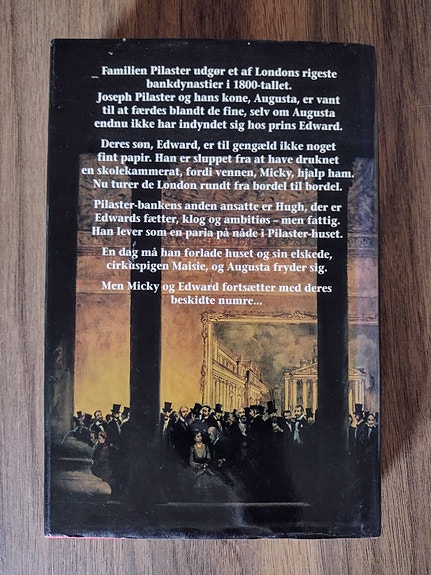 Familien Pilaster udgør et af Londons rigeste
bankdynastier i 1800-tallet.
Joseph Pilaster og hans kone, Augusta, er vant
til at færdes blandt de fine, selv om Augusta
endnu ikke har indyndet sig hos prins Edward.
Deres søn, Edward, er til gengæld ikke noget
fint papir. Han er sluppet fra at have druknet
en skolekammerat, fordi vennen, Micky, hjalp ham.
Nu turer de London rundt fra bordel til bordel.
Pilaster-bankens anden ansatte er Hugh, der er
Edwards fætter, klog og ambitiøs – men fattig.
Han lever som en paria på nåde i Pilaster-huset.
En dag må han forlade huset og sin elskede,
cirkuspigen Maisie, og Augusta fryder sig.
Men Micky og Edward fortsætter med deres
beskidte numre...